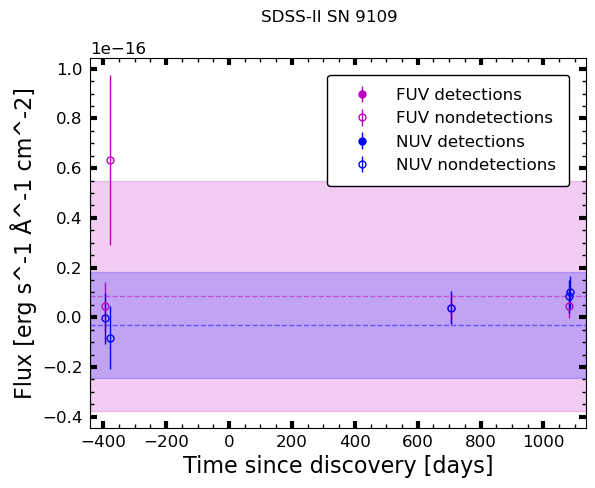 SDSS-II SN 9109
1e−16
FUV detections
FUV nondetections
NUV detections
NUV nondetections
1.0
0.8
0.6
0.4
0.2
0.0
−0.2
−0.4
Flux [erg s^-1 Å^-1 cm^-2]
−400 −200 0 200 400 600 800 1000
Time since discovery [days]